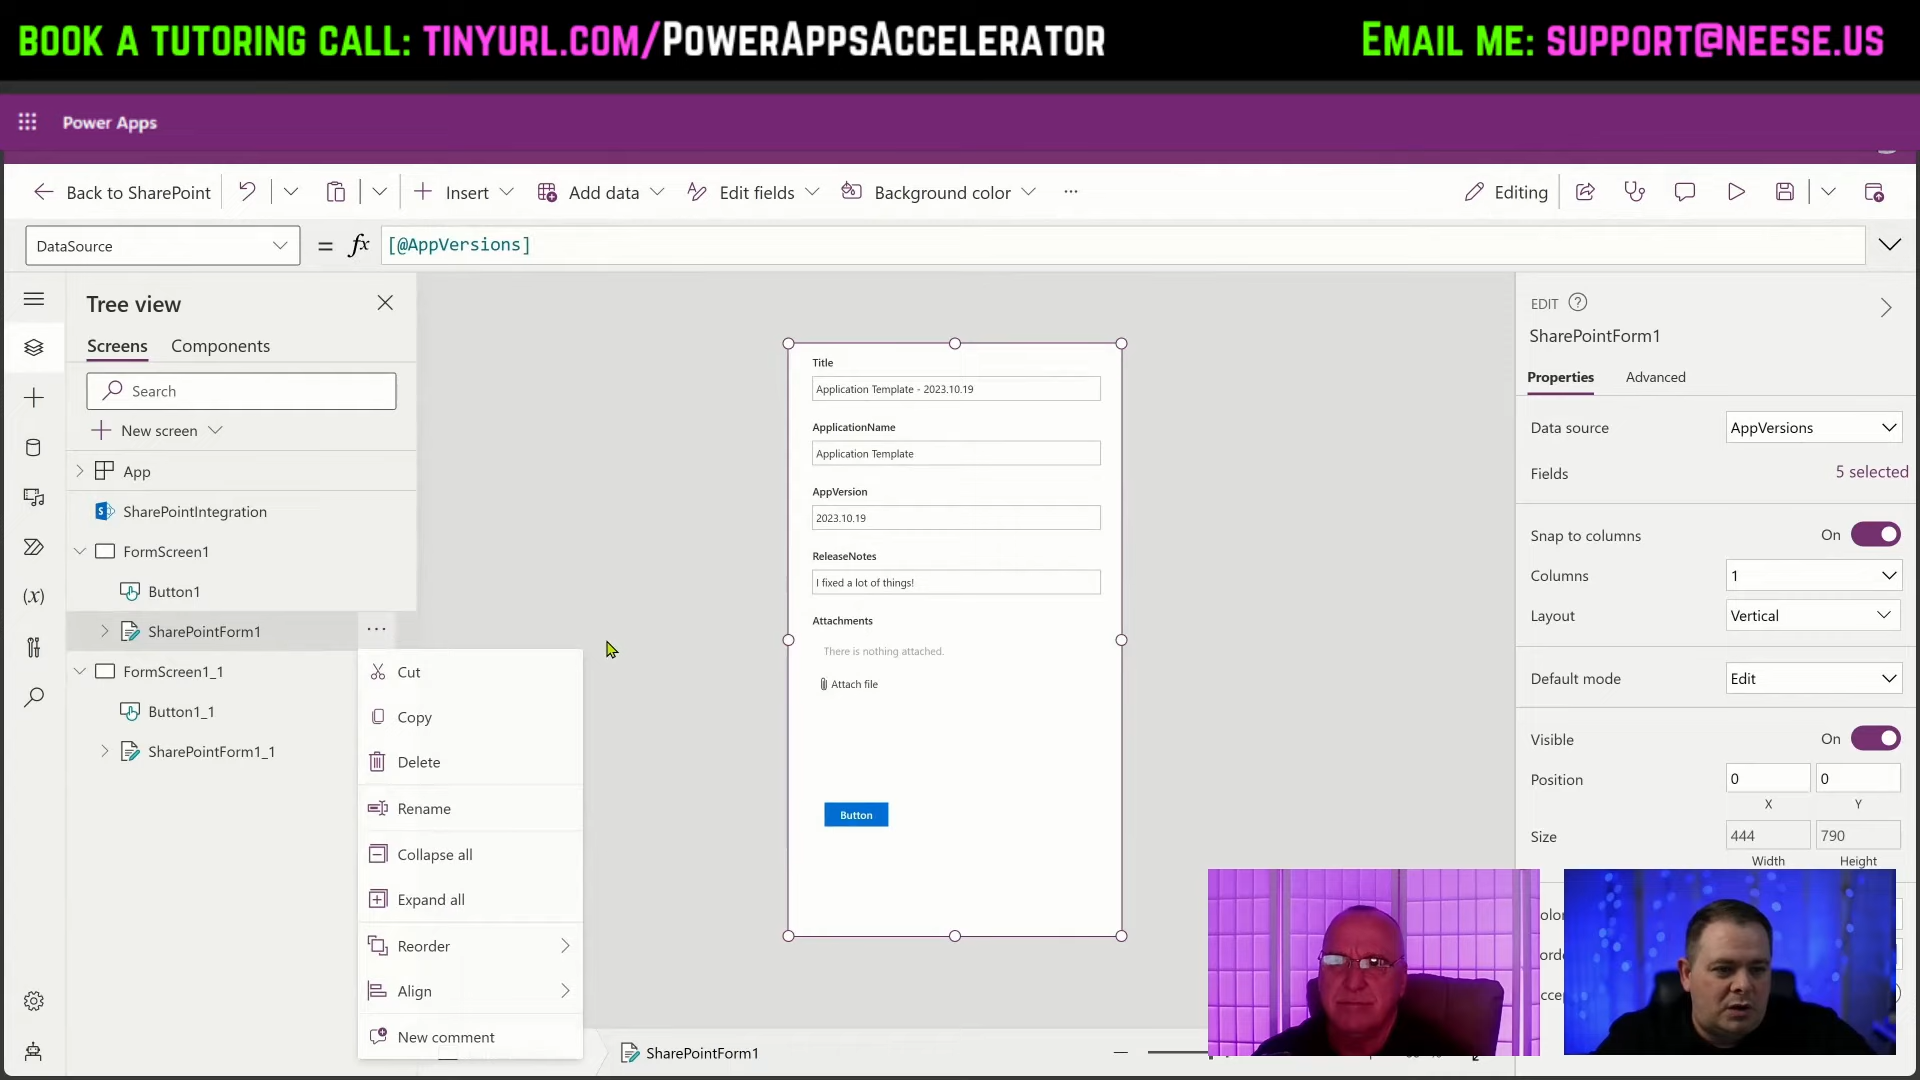 BOOK A TUTORING CALL: TINYURL.COM/POWERAPPSACCELERATOR
EMAIL ME: SUPPORT@NEESE.US
Power Apps
Back to SharePoint
Insert
Add data
Edit fields
Background color
...
Editing
DataSource
= fx
[@AppVersions]
Tree view
Screens
Components
Search
New screen
App
SharePointIntegration
FormScreen1
Button1
SharePointForm1
...
FormScreen1_1
Button1_1
SharePointForm1_1
Cut
Copy
Delete
Rename
Collapse all
Expand all
Reorder
Align
New comment
Title
Application Template - 2023.10.19
ApplicationName
Application Template
AppVersion
2023.10.19
ReleaseNotes
I fixed a lot of things!
Attachments
There is nothing attached.
Attach file
Button
SharePointForm1
EDIT
SharePointForm1
Properties
Advanced
Data source
AppVersions
Fields
5 selected
Snap to columns
On
Columns
1
Layout
Vertical
Default mode
Edit
Visible
On
Position
0
0
X
Y
Size
444
790
Width
Height